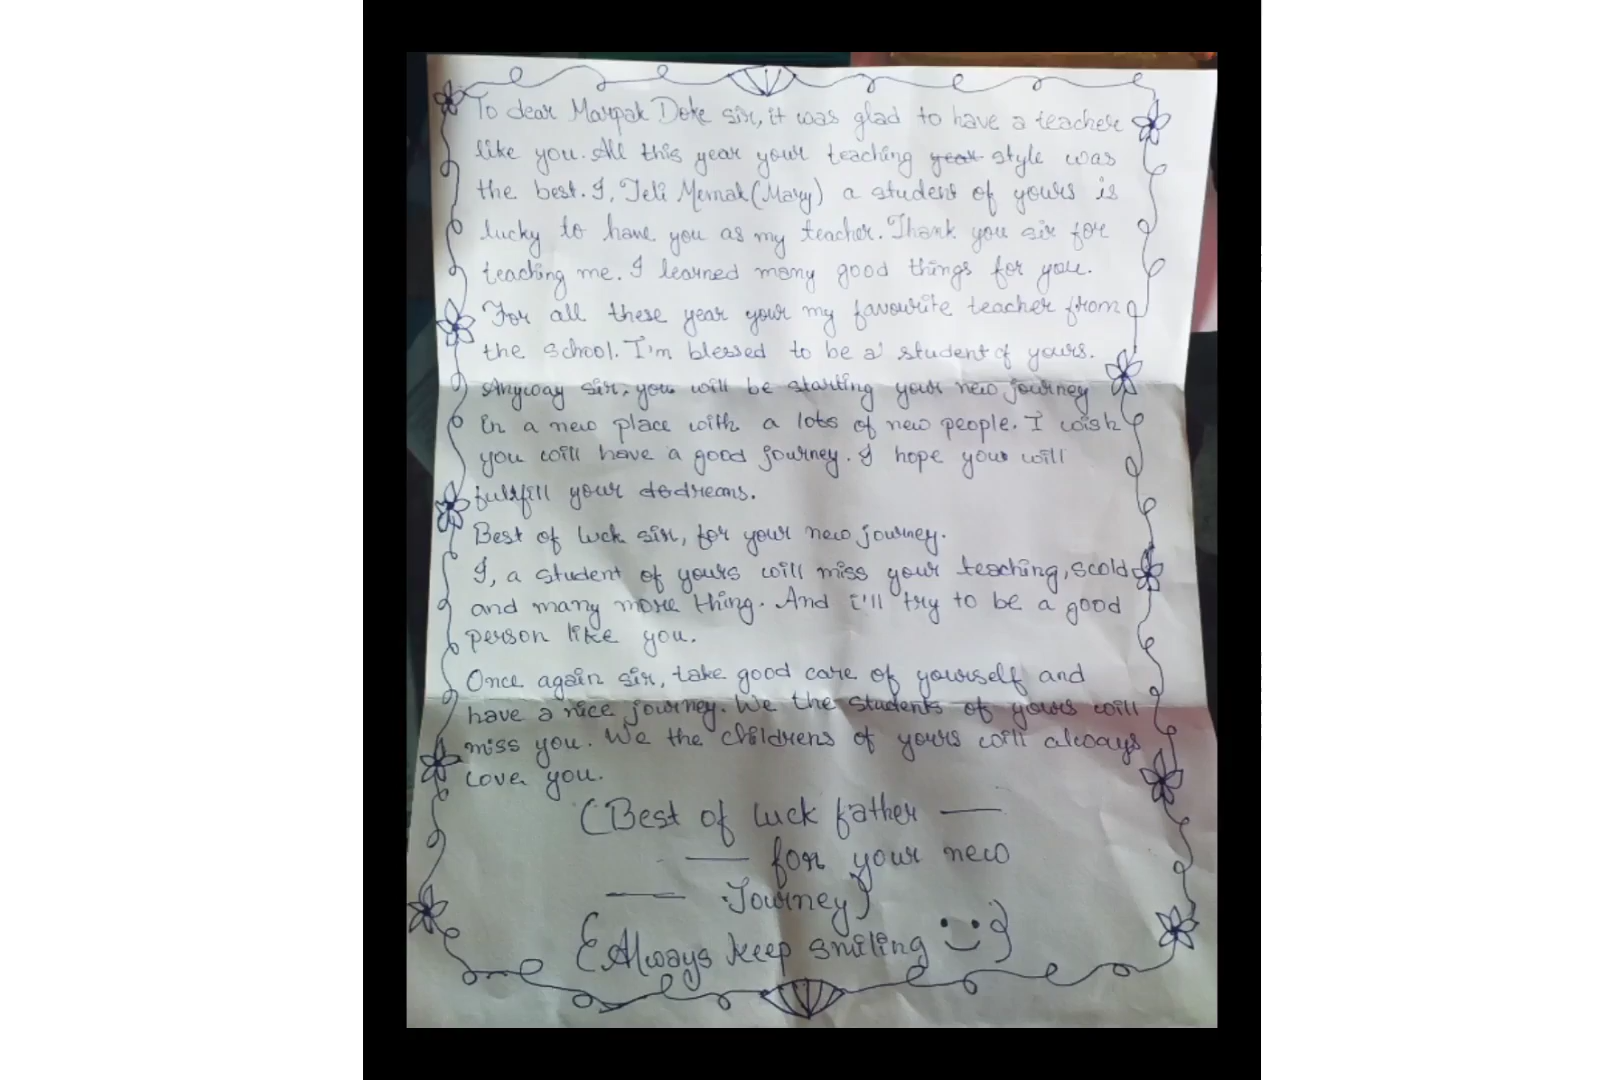 To dear Marpak Doke sir, it was glad to have a teacher
like you. All this year your teaching year style was
the best. I, Teli Memak (Mary) a student of yours is
lucky to have you as my teacher. Thank you sir for
teaching me. I learned many good things for you.
For all these year your my favourite teacher from
the school. I'm blessed to be a student of yours.
Anyway sir, you will be starting your new journey
in a new place with a lots of new people. I wish
you will have a good journey. I hope your will
fullfill your dodreams.
Best of luck sir, for your new journey.
I, a student of yours will miss your teaching, scold
and many more thing. And i'll try to be a good
person like you.
Once again sir, take good care of yourself and
have a nice journey. We the students of yours will
miss you. We the childrens of yours will always
love you.
(Best of luck father —
— for your new
— Journey)
{Always keep smiling :-)}